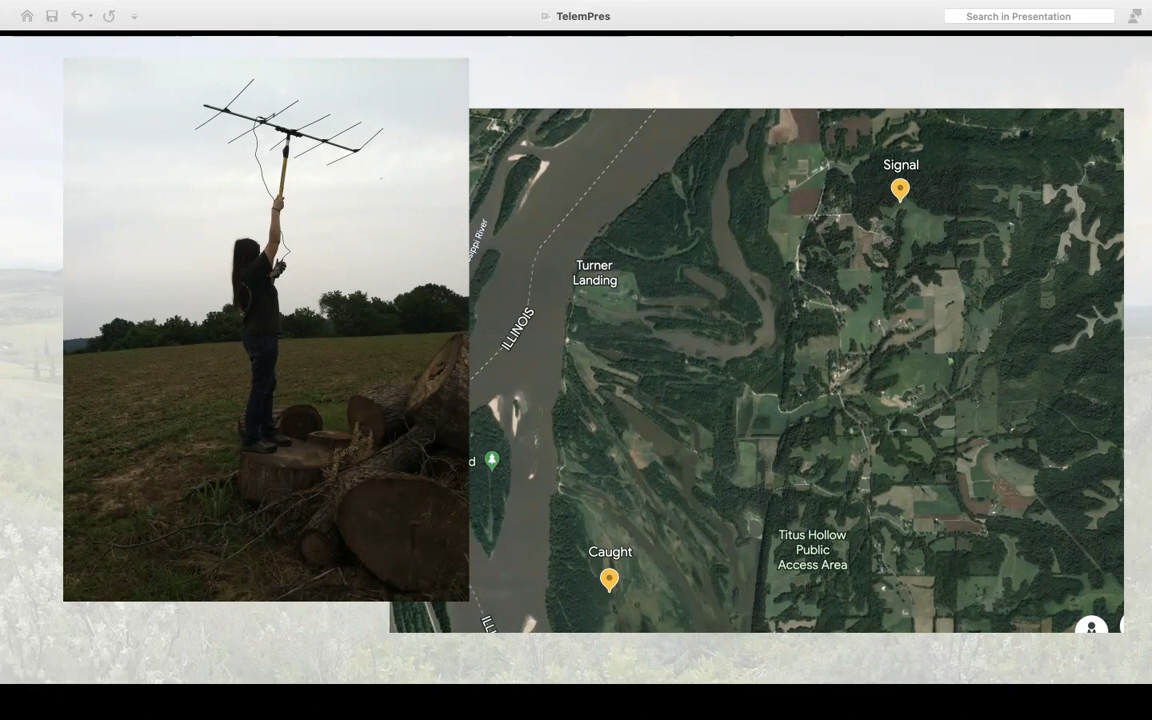 TelemPres
Search in Presentation
Signal
Turner
Landing
ILLINOIS
d
Caught
Titus Hollow
Public
Access Area